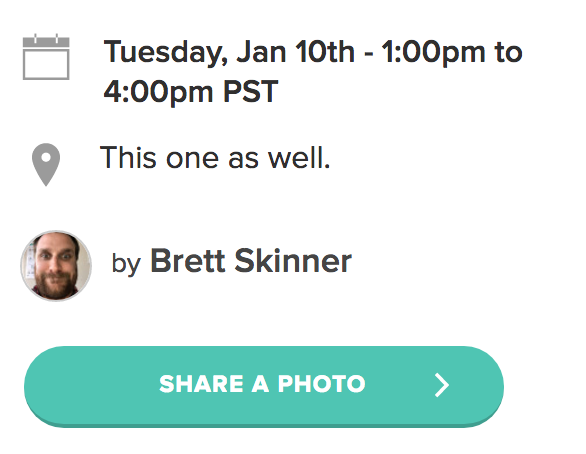 Tuesday, Jan 10th - 1:00pm to
4:00pm PST
This one as well.
by Brett Skinner
SHARE A PHOTO